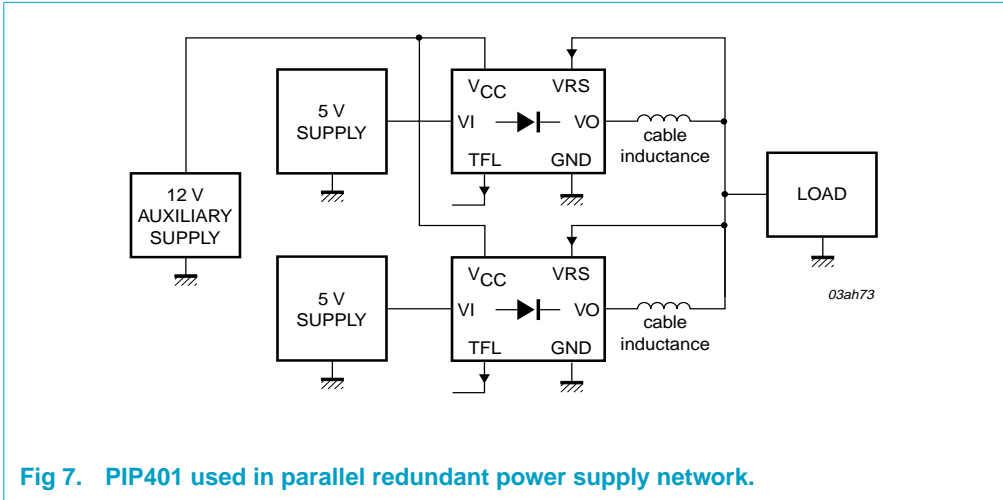 VCC
VRS
5 V
SUPPLY
VI
VO
cable
inductance
TFL
GND
12 V
AUXILIARY
SUPPLY
LOAD
VCC
VRS
5 V
SUPPLY
VI
VO
cable
inductance
TFL
GND
03ah73
Fig 7. PIP401 used in parallel redundant power supply network.